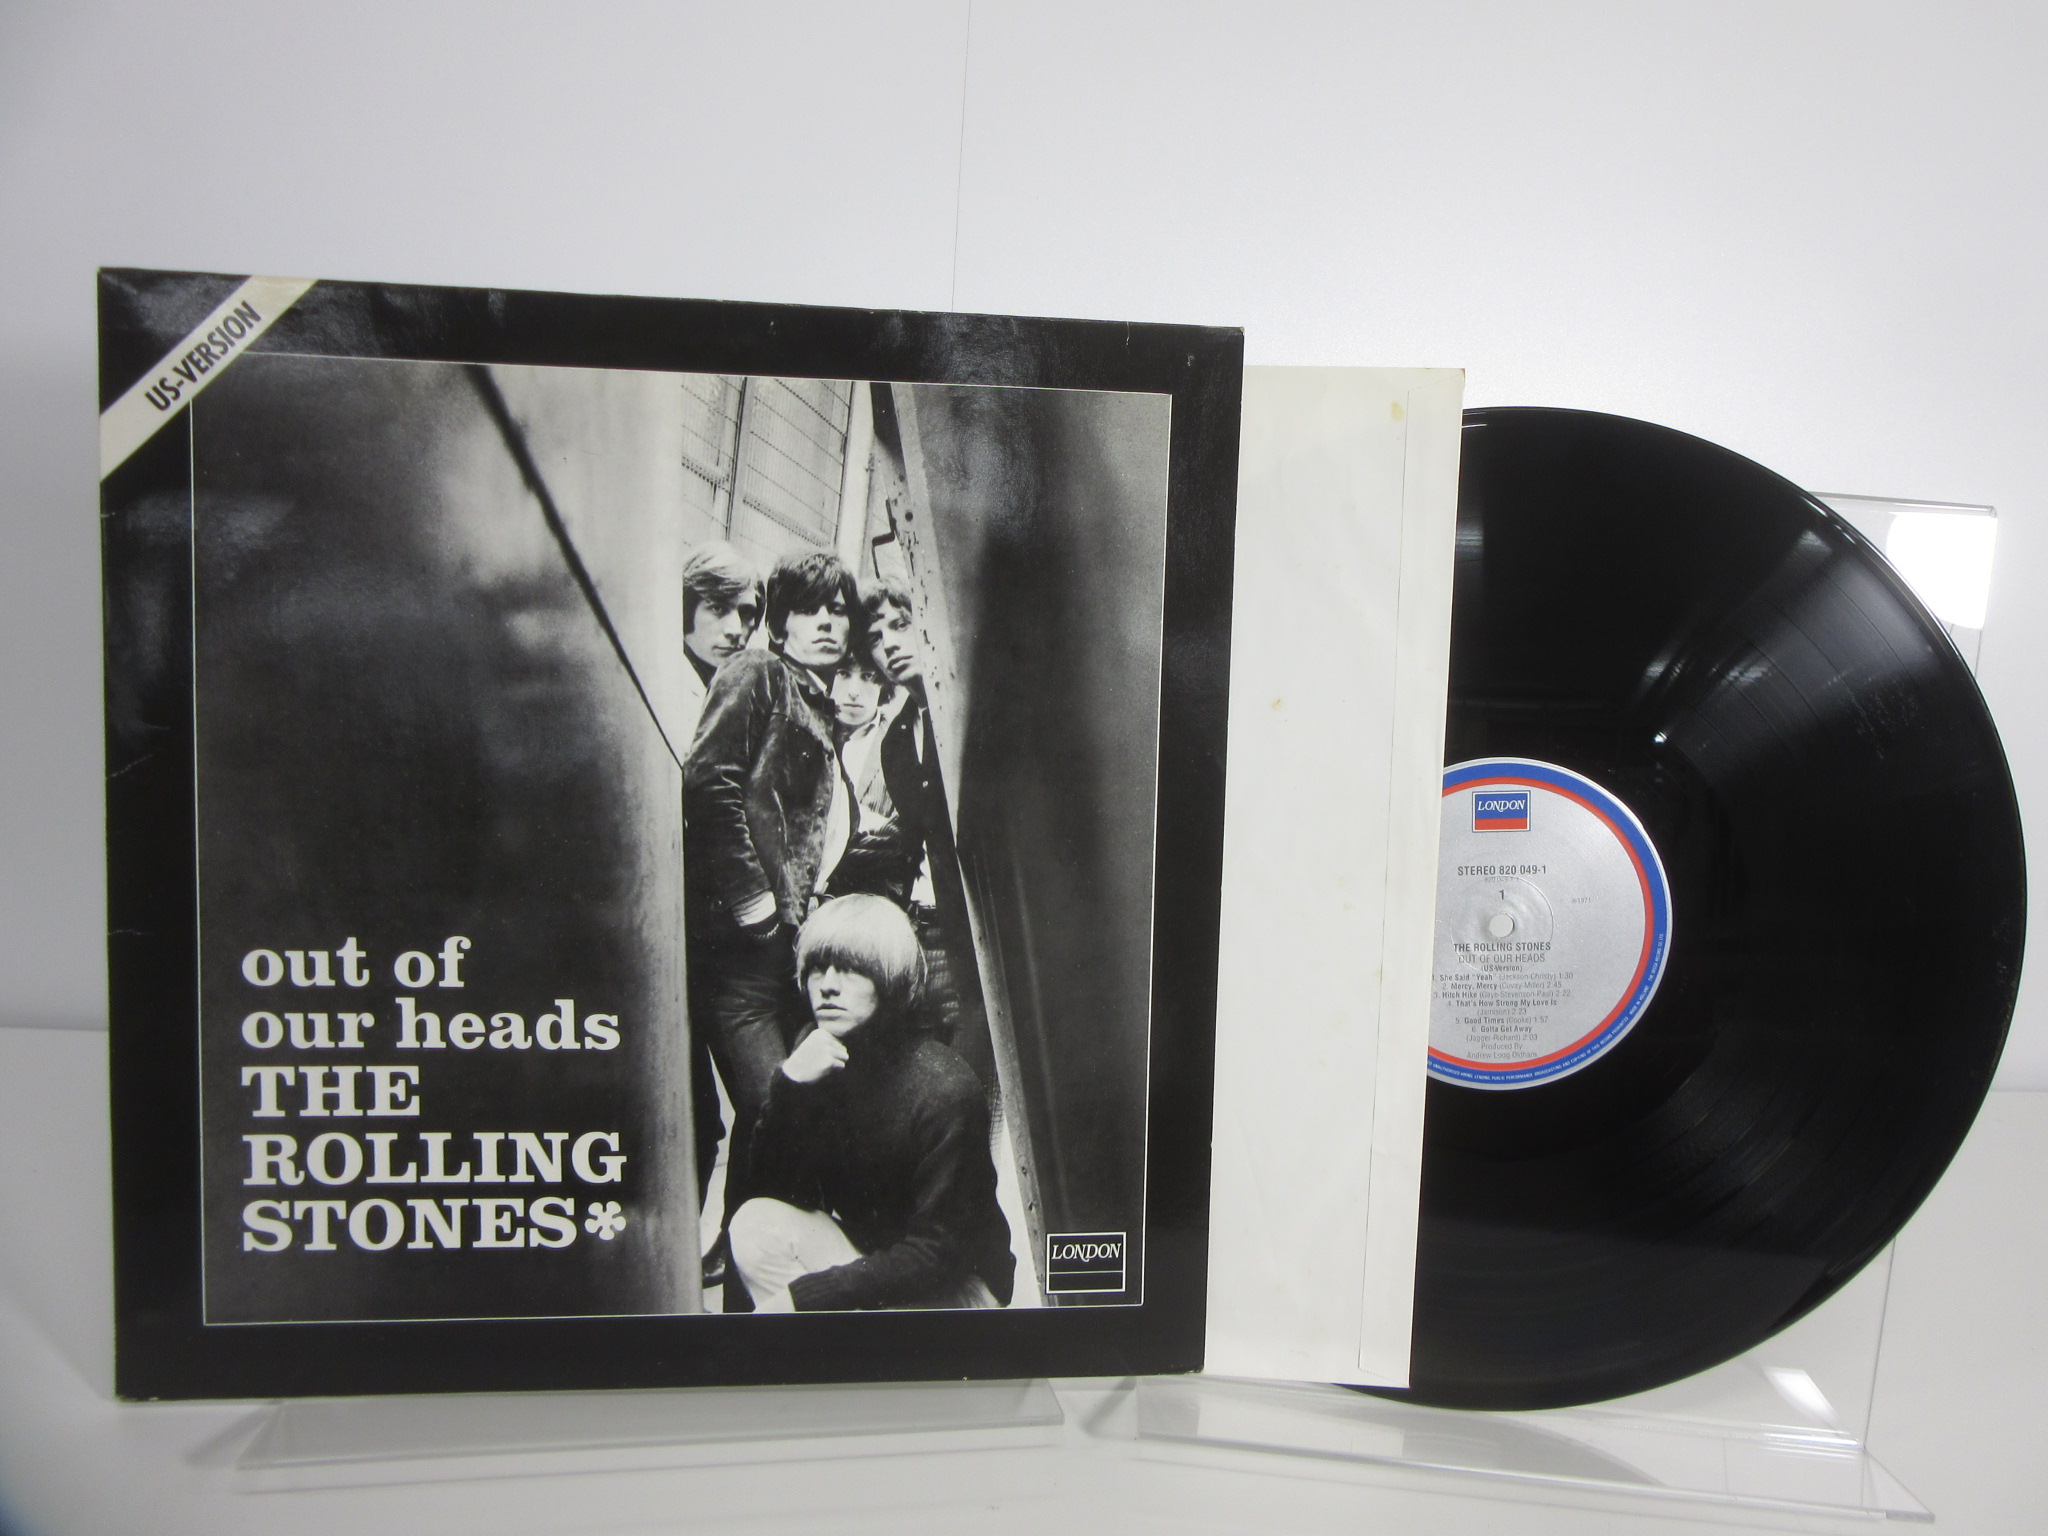 US-VERSION
out of
our heads
THE
ROLLING
STONES*
LONDON
LONDON
STEREO 820 049-1
1
℗1971
THE ROLLING STONES
OUT OF OUR HEADS
(US-Version)
1. She Said "Yeah" (Jackson-Christy) 1:30
2. Mercy, Mercy (Covay-Miller) 2:45
3. Hitch Hike (Gaye-Stevenson-Paul) 2:22
4. That's How Strong My Love Is
(Jamison) 2:23
5. Good Times (Cooke) 1:57
6. Gotta Get Away
(Jagger-Richard) 2:03
Produced By
Andrew Loog Oldham